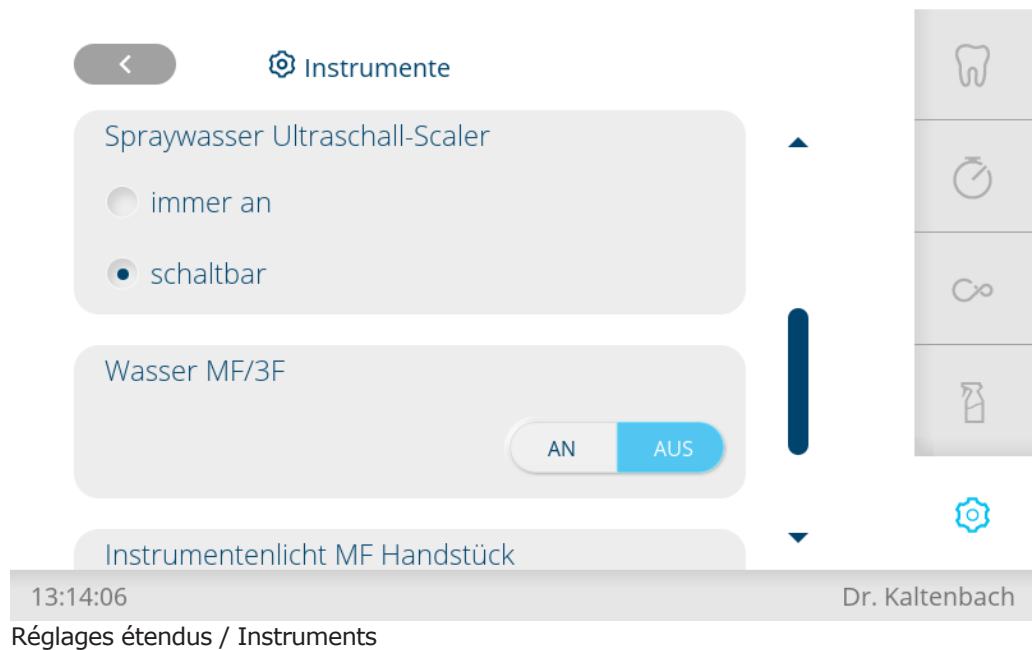 Instrumente
Spraywasser Ultraschall-Scaler
immer an
schaltbar
Wasser MF/3F
AN AUS
Instrumentenlicht MF Handstück
13:14:06 Dr. Kaltenbach
Réglages étendus / Instruments